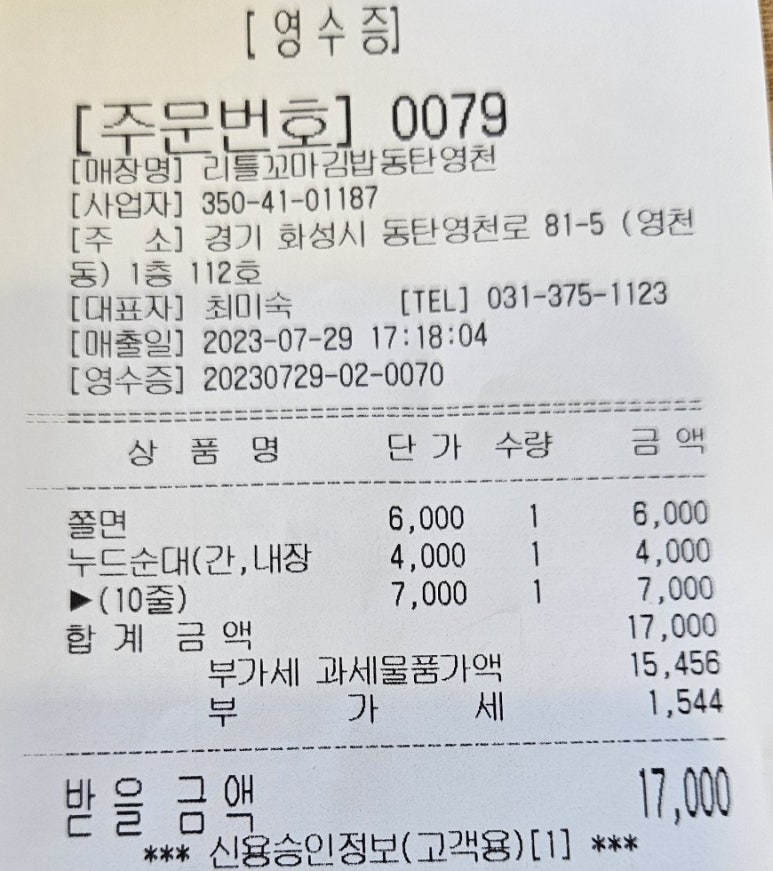 [영수증]
[주문번호] 0079
[매장명] 리틀꼬마김밥동탄영천
[사업자] 350-41-01187
[주 소] 경기 화성시 동탄영천로 81-5 (영천
동) 1층 112호
[대표자] 최미숙 [TEL] 031-375-1123
[매출일] 2023-07-29 17:18:04
[영수증] 20230729-02-0070
상 품 명 단 가 수량 금 액
쫄면 6,000 1 6,000
누드순대(간,내장 4,000 1 4,000
▶(10줄) 7,000 1 7,000
합 계 금 액 17,000
부가세 과세물품가액 15,456
부 가 세 1,544
받 을 금 액 17,000
*** 신용승인정보(고객용)[1] ***